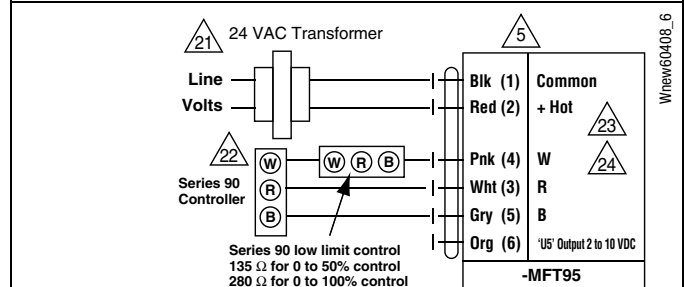 21 24 VAC Transformer
5
Wnew60408_6
Line
Volts
Blk (1) Common
Red (2) + Hot
23
22
Series 90
Controller
W
R
B
W R B
Pnk (4) W
24
Wht (3) R
Gry (5) B
Org (6) 'U5' Output 2 to 10 VDC
Series 90 low limit control
135 Ω for 0 to 50% control
280 Ω for 0 to 100% control
-MFT95